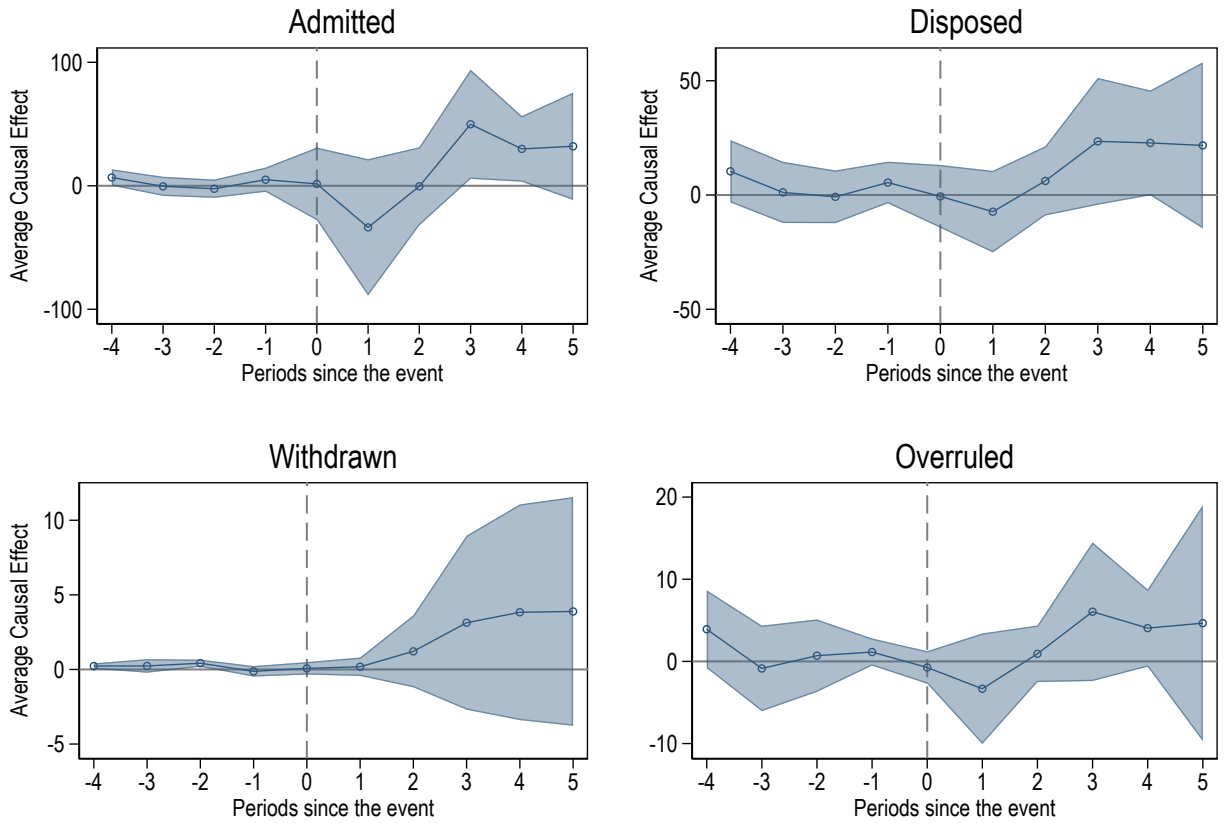 Admitted
Average Causal Effect
100
0
-100
-4 -3 -2 -1 0 1 2 3 4 5
Periods since the event
Disposed
Average Causal Effect
50
0
-50
-4 -3 -2 -1 0 1 2 3 4 5
Periods since the event
Withdrawn
Average Causal Effect
10
5
0
-5
-4 -3 -2 -1 0 1 2 3 4 5
Periods since the event
Overruled
20
10
0
-10
-4 -3 -2 -1 0 1 2 3 4 5
Periods since the event